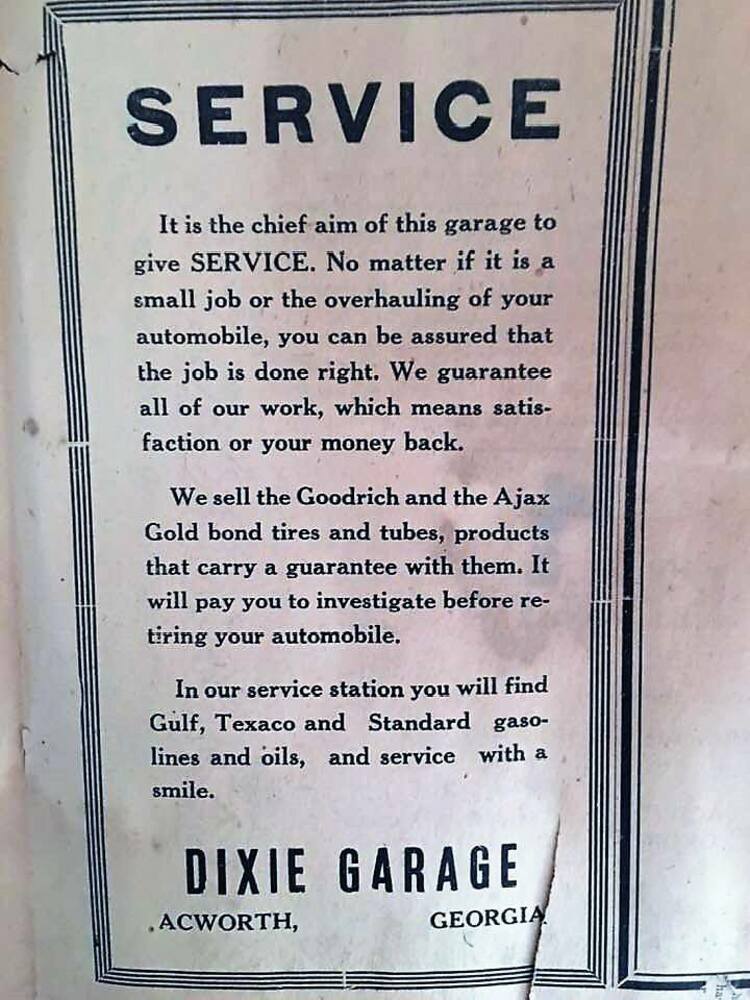 SERVICE
It is the chief aim of this garage to
give SERVICE. No matter if it is a
small job or the overhauling of your
automobile, you can be assured that
the job is done right. We guarantee
all of our work, which means satis-
faction or your money back.
We sell the Goodrich and the Ajax
Gold bond tires and tubes, products
that carry a guarantee with them. It
will pay you to investigate before re-
tiring your automobile.
In our service station you will find
Gulf, Texaco and Standard gaso-
lines and oils, and service with a
smile.
DIXIE GARAGE
ACWORTH, GEORGIA